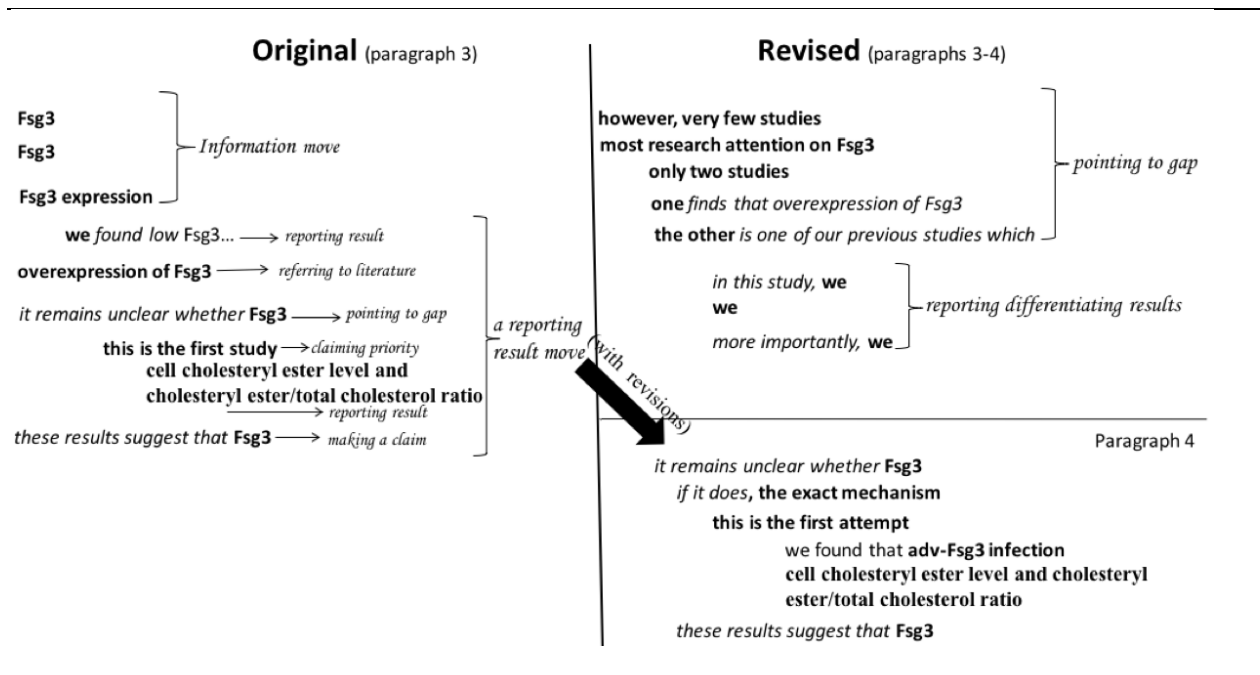 Original (paragraph 3)
Fsg3
Fsg3
Information move
Fsg3 expression
we found low Fsg3... reporting result
overexpression of Fsg3 referring to literature
it remains unclear whether Fsg3 pointing to gap
this is the first study claiming priority
cell cholesteryl ester level and
cholesteryl ester/total cholesterol ratio
reporting result
these results suggest that Fsg3 making a claim
a reporting
result move
(with revisions)
Revised (paragraphs 3-4)
however, very few studies
most research attention on Fsg3
only two studies
one finds that overexpression of Fsg3
the other is one of our previous studies which
pointing to gap
in this study, we
we
more importantly, we
reporting differentiating results
Paragraph 4
it remains unclear whether Fsg3
if it does, the exact mechanism
this is the first attempt
we found that adv-Fsg3 infection
cell cholesteryl ester level and cholesteryl
ester/total cholesterol ratio
these results suggest that Fsg3